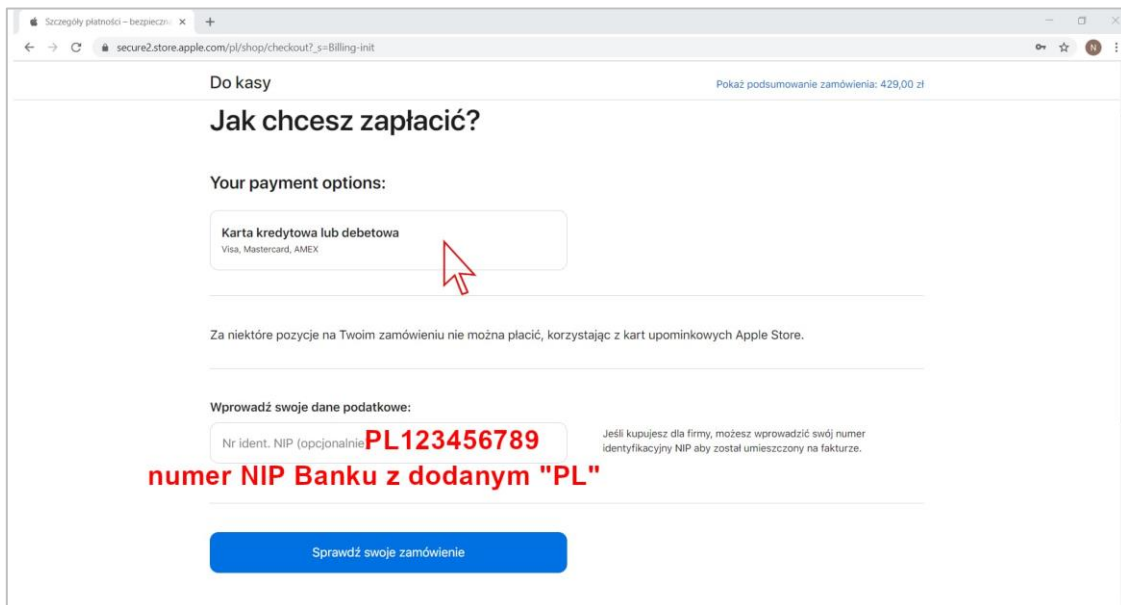 Szczegóły płatności – bezpieczn
secure2.store.apple.com/pl/shop/checkout?_s=Billing-init
N
Do kasy
Pokaż podsumowanie zamówienia: 429,00 zł
Jak chcesz zapłacić?
Your payment options:
Karta kredytowa lub debetowa
Visa, Mastercard, AMEX
Za niektóre pozycje na Twoim zamówieniu nie można płacić, korzystając z kart upominkowych Apple Store.
Wprowadź swoje dane podatkowe:
Nr ident. NIP (opcjonalnie PL123456789
Jeśli kupujesz dla firmy, możesz wprowadzić swój numer
identyfikacyjny NIP aby został umieszczony na fakturze.
numer NIP Banku z dodanym "PL"
Sprawdź swoje zamówienie